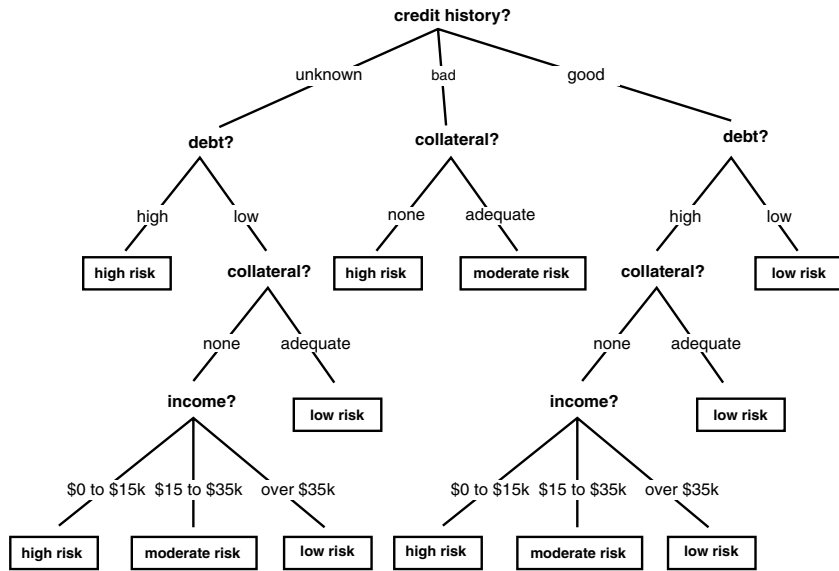 credit history?
unknown bad good
debt? collateral? debt?
high low none adequate high low
high risk collateral? high risk moderate risk collateral? low risk
none adequate none adequate
income? low risk income? low risk
$0 to $15k $15 to $35k over $35k $0 to $15k $15 to $35k over $35k
high risk moderate risk low risk high risk moderate risk low risk